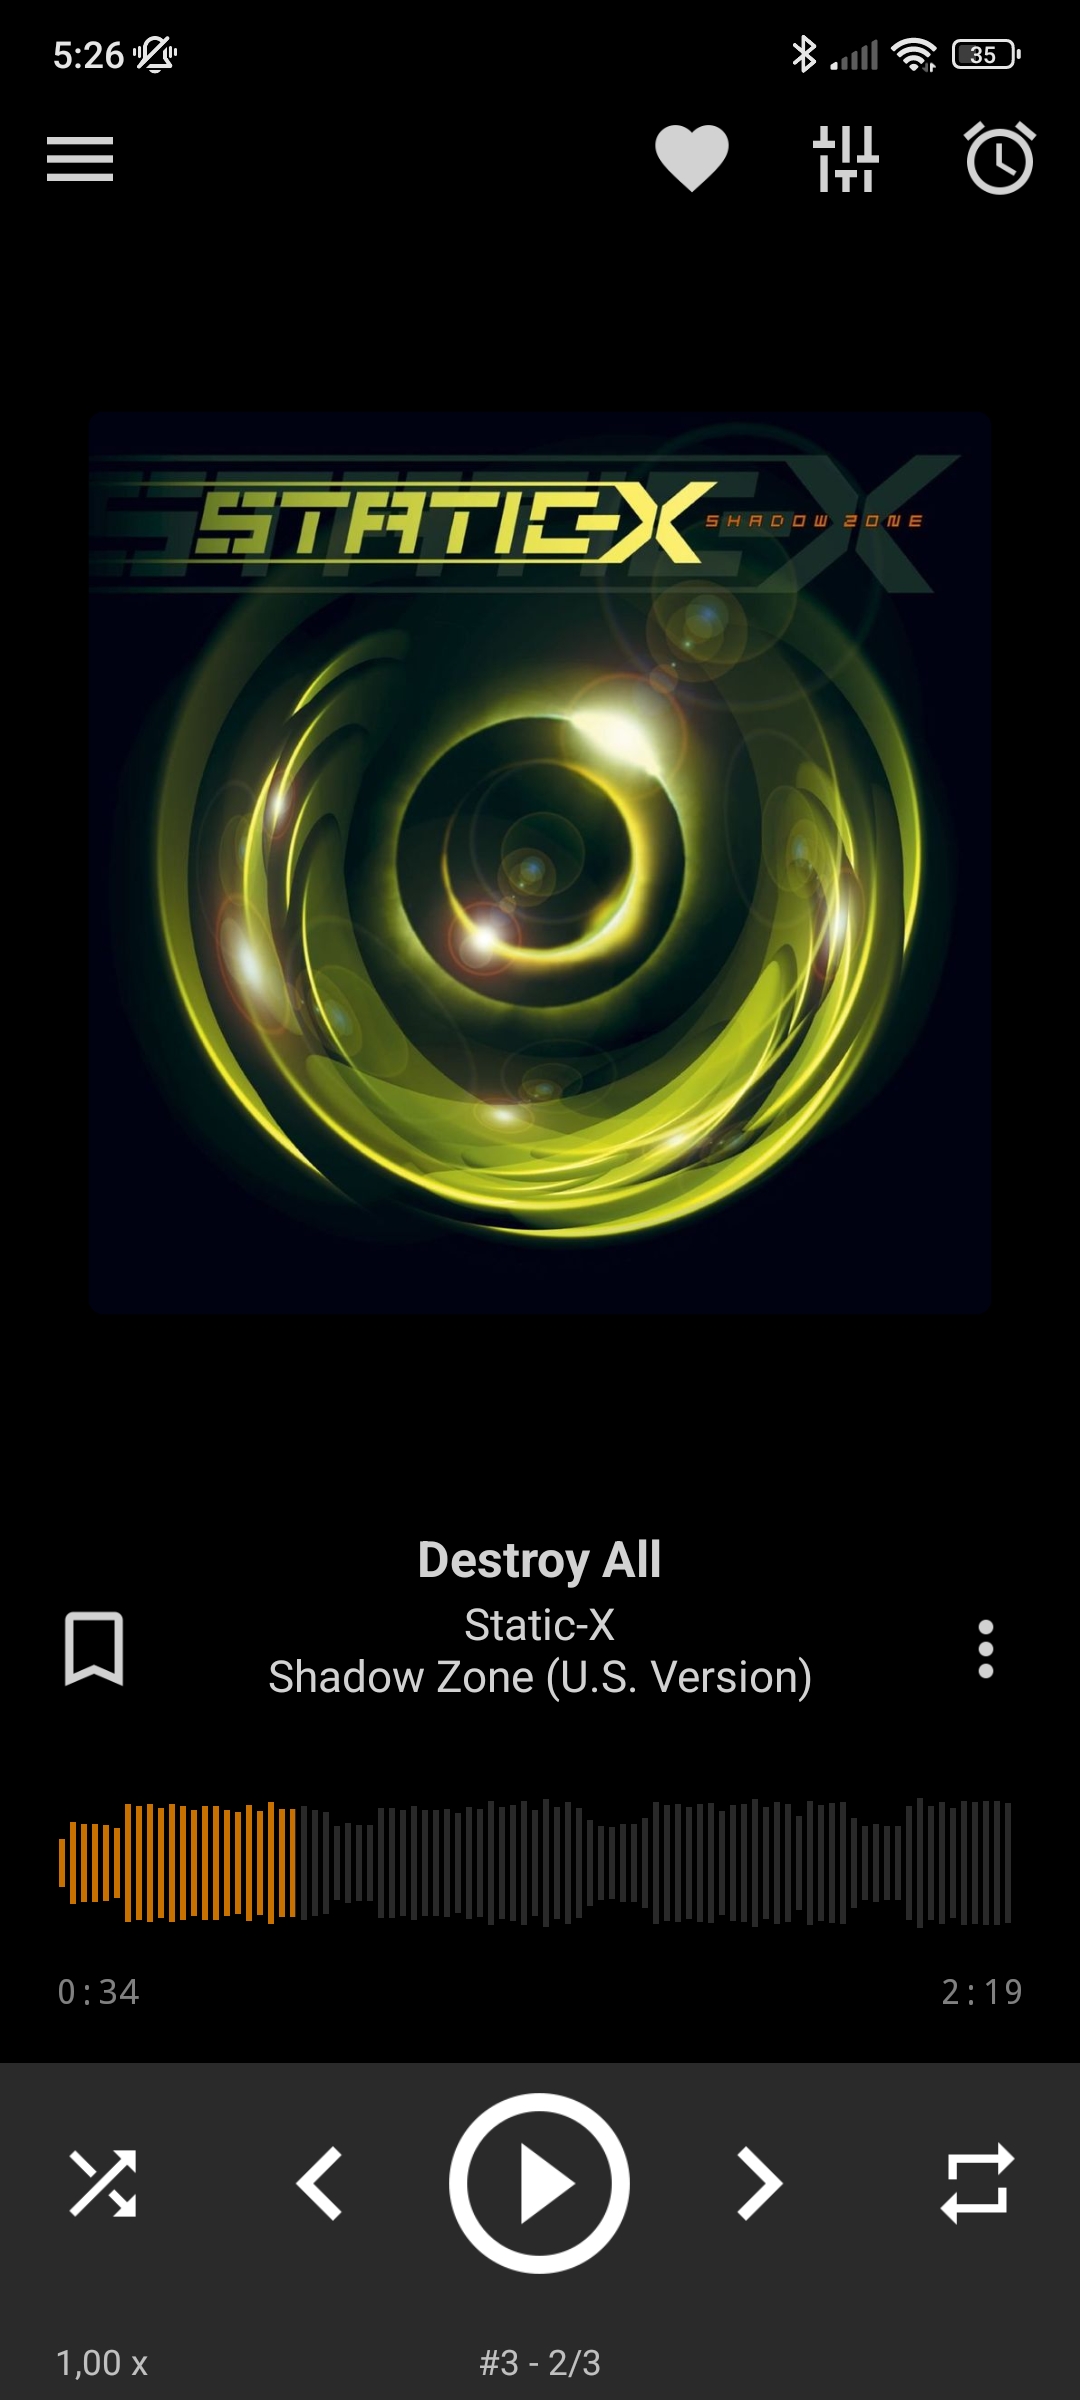 5:26
35
STATIC-X SHADOW ZONE
Destroy All
Static-X
Shadow Zone (U.S. Version)
0:34
2:19
1,00 x
#3 - 2/3